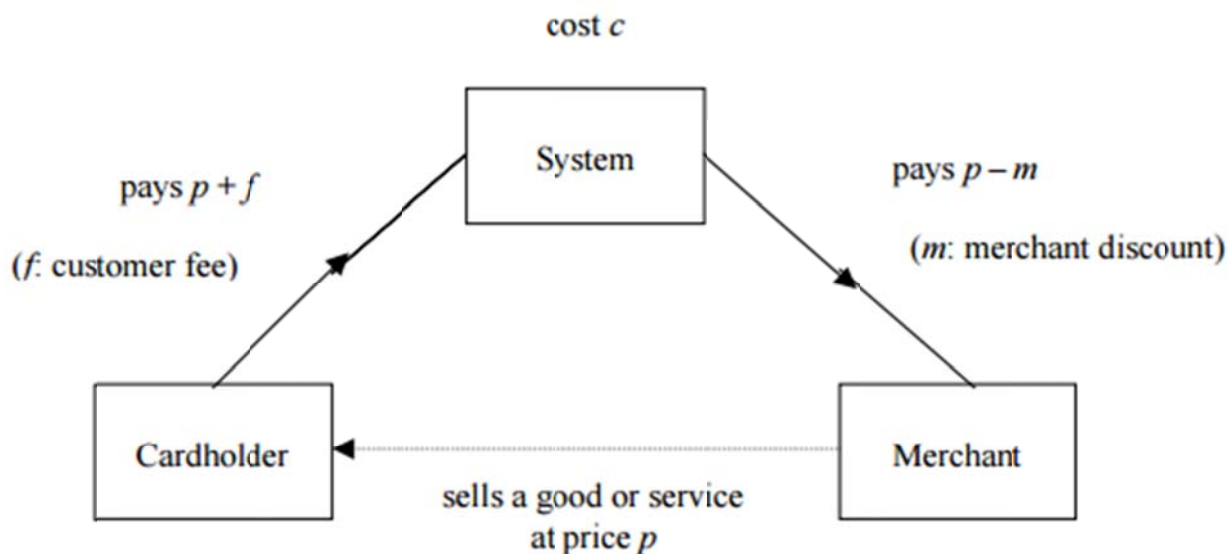 cost c
System
pays p + f
(f: customer fee)
pays p – m
(m: merchant discount)
Cardholder
Merchant
sells a good or service
at price p